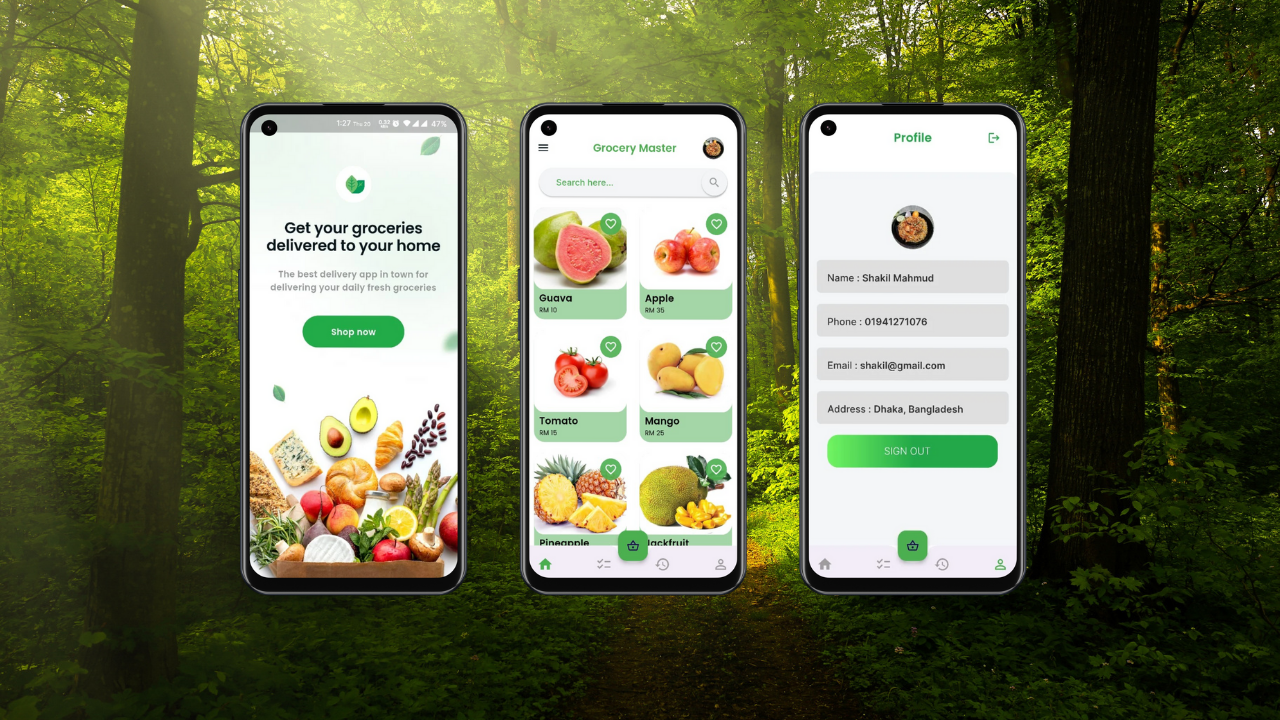 1:27 Thu 30
47%
Get your groceries
delivered to your home
The best delivery app in town for
delivering your daily fresh groceries
Shop now
Grocery Master
Search here...
Guava
RM 10
Apple
RM 35
Tomato
RM 15
Mango
RM 25
Pineapple
Jackfruit
Profile
Name : Shakil Mahmud
Phone : 01941271076
Email : shakil@gmail.com
Address : Dhaka, Bangladesh
SIGN OUT